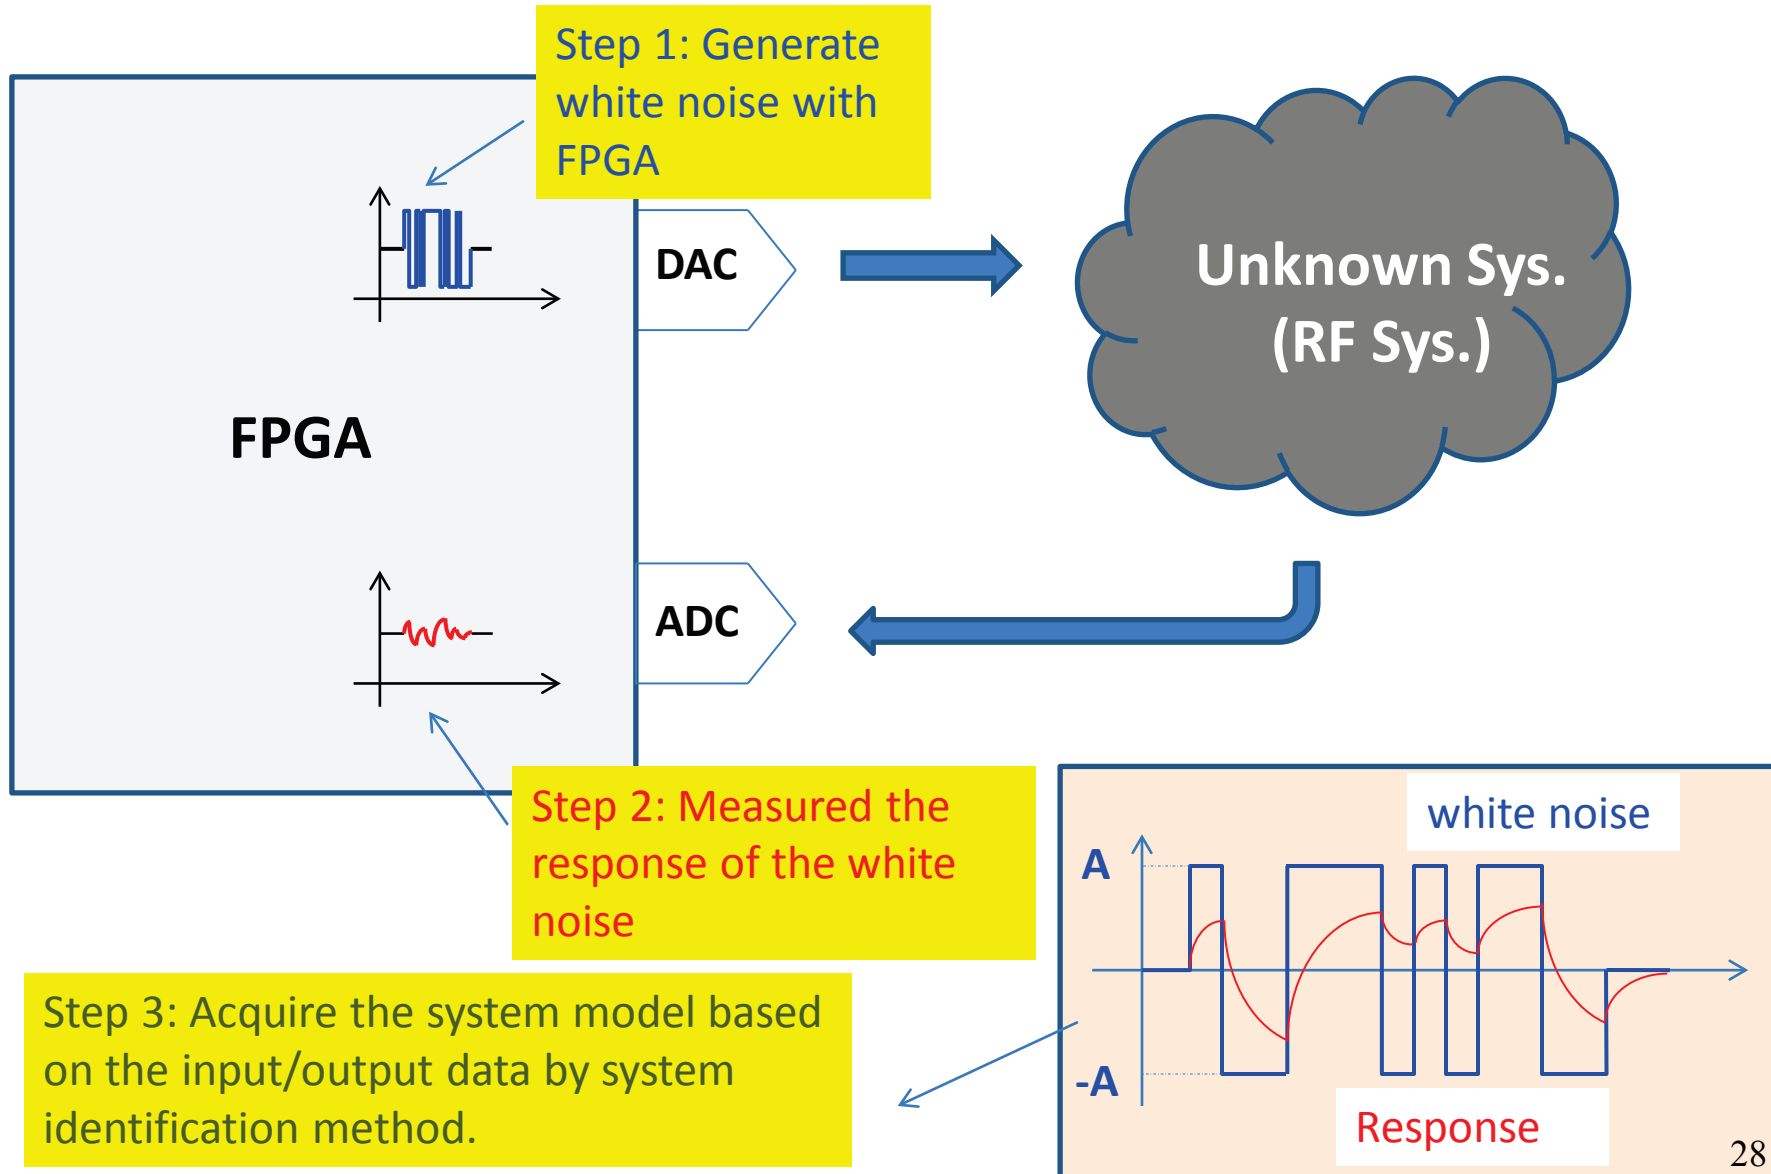 Step 1: Generate
white noise with
FPGA
DAC
Unknown Sys.
(RF Sys.)
FPGA
ADC
Step 2: Measured the
response of the white
noise
white noise
A
-A
Response
Step 3: Acquire the system model based
on the input/output data by system
identification method.
28